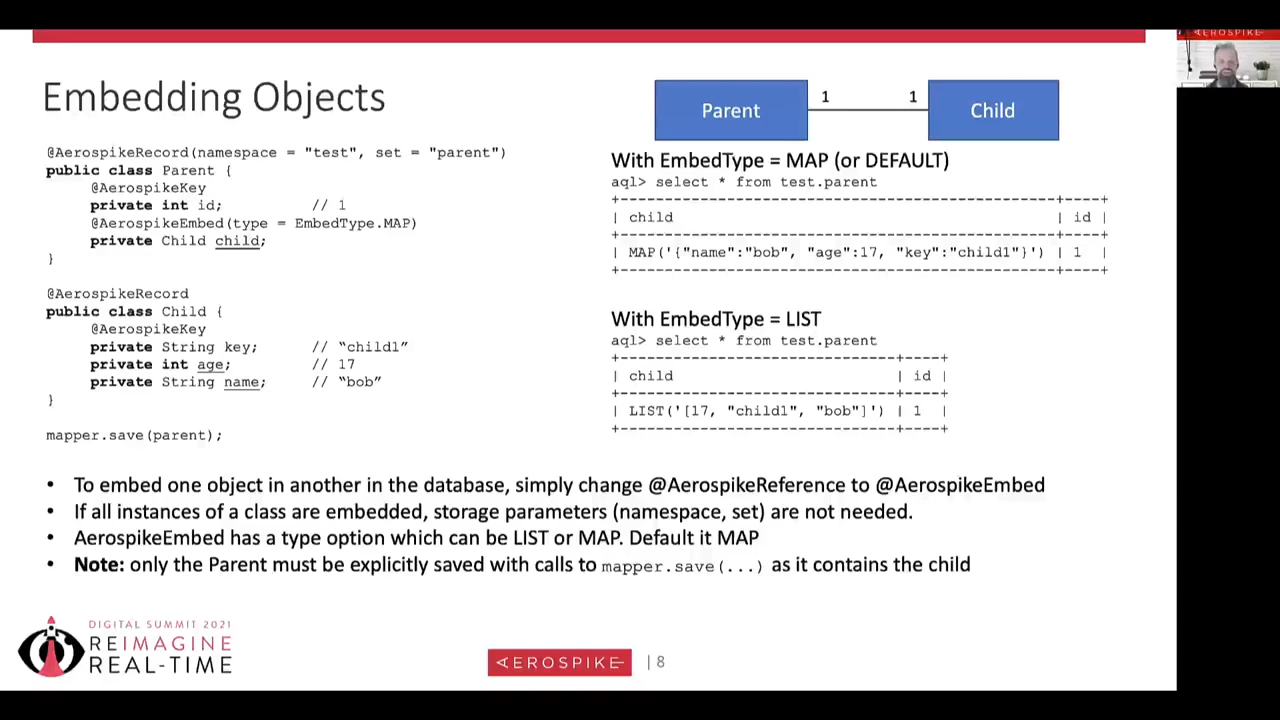 AEROSPIKE
Embedding Objects
@AerospikeRecord(namespace = "test", set = "parent")
public class Parent {
@AerospikeKey
private int id; // 1
@AerospikeEmbed(type = EmbedType.MAP)
private Child child;
}
@AerospikeRecord
public class Child {
@AerospikeKey
private String key; // “child1”
private int age; // 17
private String name; // “bob”
}
mapper.save(parent);
Parent 1 1 Child
With EmbedType = MAP (or DEFAULT)
aql> select * from test.parent
+--------------------------------------------------------+----+
| child | id |
+--------------------------------------------------------+----+
| MAP('{"name":"bob", "age":17, "key":"child1"}') | 1 |
+--------------------------------------------------------+----+
With EmbedType = LIST
aql> select * from test.parent
+--------------------------------+----+
| child | id |
+--------------------------------+----+
| LIST('[17, "child1", "bob"]') | 1 |
+--------------------------------+----+
• To embed one object in another in the database, simply change @AerospikeReference to @AerospikeEmbed
• If all instances of a class are embedded, storage parameters (namespace, set) are not needed.
• AerospikeEmbed has a type option which can be LIST or MAP. Default it MAP
• Note: only the Parent must be explicitly saved with calls to mapper.save(...) as it contains the child
DIGITAL SUMMIT 2021
REIMAGINE
REAL-TIME
AEROSPIKE | 8